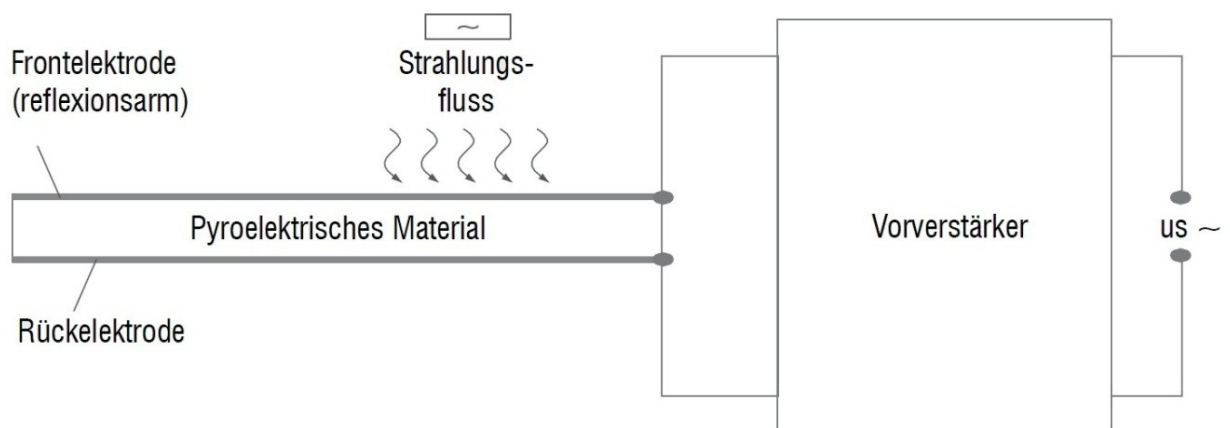 ~
Strahlungs-
fluss
Frontelektrode
(reflexionsarm)
Pyroelektrisches Material
Rückelektrode
Vorverstärker
us ~